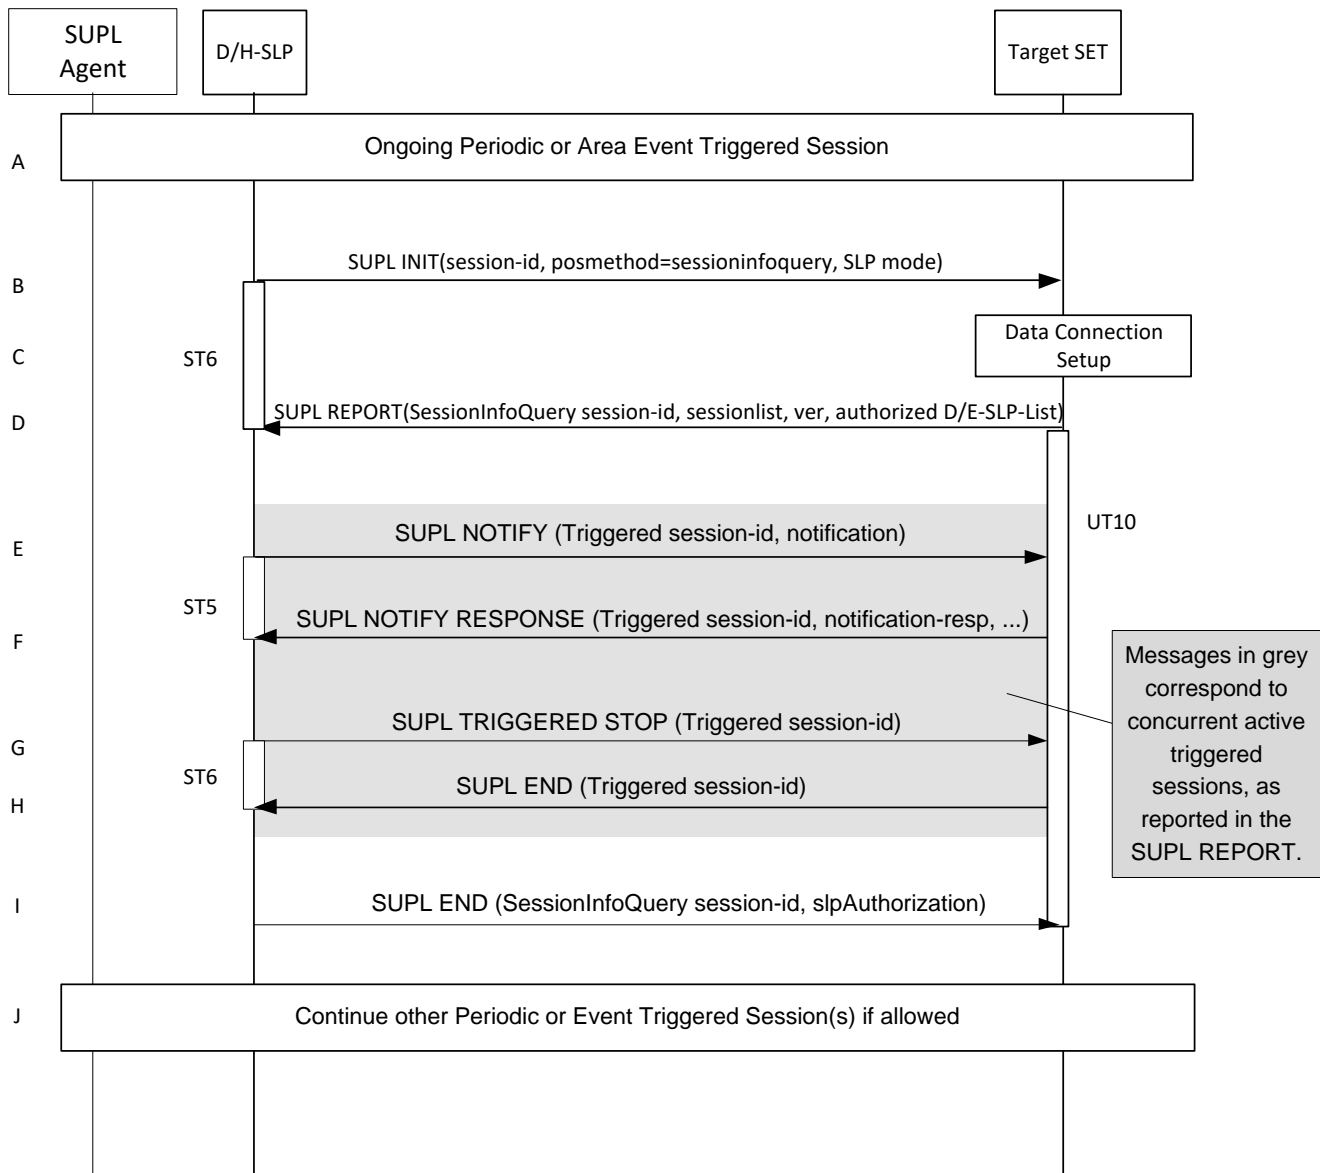 SUPL
Agent
D/H-SLP
Target SET
A
Ongoing Periodic or Area Event Triggered Session
SUPL INIT(session-id, posmethod=sessioninfoquery, SLP mode)
B
Data Connection
Setup
C
ST6
SUPL REPORT(SessionInfoQuery session-id, sessionlist, ver, authorized D/E-SLP-List)
D
UT10
SUPL NOTIFY (Triggered session-id, notification)
E
ST5
SUPL NOTIFY RESPONSE (Triggered session-id, notification-resp, ...)
F
Messages in grey
correspond to
concurrent active
triggered
sessions, as
reported in the
SUPL REPORT.
SUPL TRIGGERED STOP (Triggered session-id)
G
ST6
SUPL END (Triggered session-id)
H
SUPL END (SessionInfoQuery session-id, slpAuthorization)
I
J
Continue other Periodic or Event Triggered Session(s) if allowed